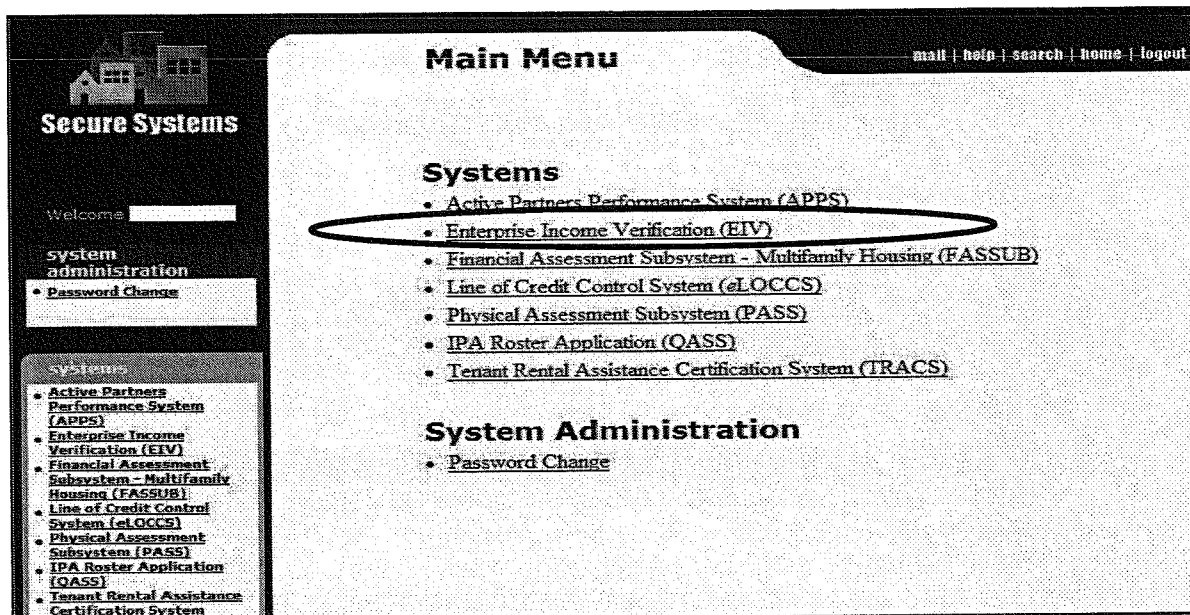 Main Menu
mail | help | search | home | logout
Secure Systems
Welcome
system
administration
• Password Change
systems
• Active Partners
Performance System
(APPS)
• Enterprise Income
Verification (EIV)
• Financial Assessment
Subsystem - Multifamily
Housing (FASSUB)
• Line of Credit Control
System (eLOCCS)
• Physical Assessment
Subsystem (PASS)
• IPA Roster Application
(QASS)
• Tenant Rental Assistance
Certification System
Systems
• Active Partners Performance System (APPS)
• Enterprise Income Verification (EIV)
• Financial Assessment Subsystem - Multifamily Housing (FASSUB)
• Line of Credit Control System (eLOCCS)
• Physical Assessment Subsystem (PASS)
• IPA Roster Application (QASS)
• Tenant Rental Assistance Certification System (TRACS)
System Administration
• Password Change